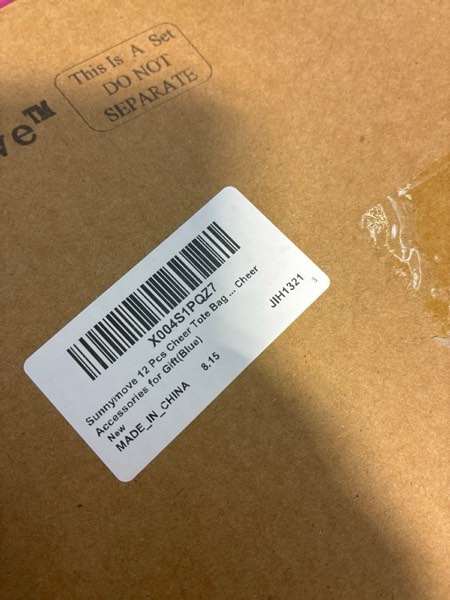 This Is A Set
DO NOT
SEPARATE
ve™
X004S1PQZ7
Sunnymove 12 Pcs Cheer Tote Bag ... Cheer
Accessories for Gift(Blue)
New
MADE_IN_CHINA 8.15
JIH1321